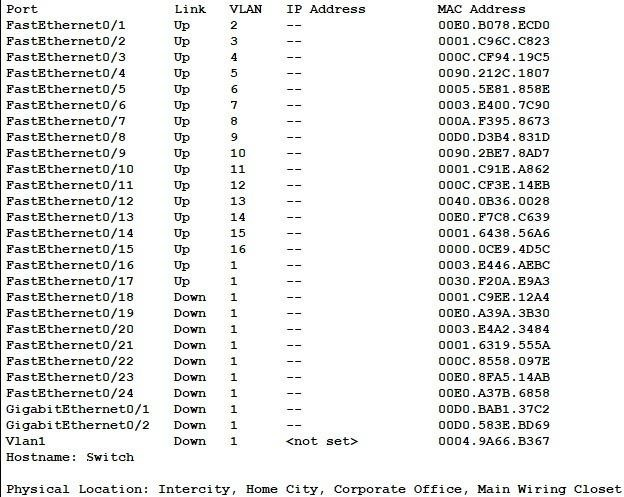 Port Link VLAN IP Address MAC Address
FastEthernet0/1 Up 2 -- 00E0.B078.ECD0
FastEthernet0/2 Up 3 -- 0001.C96C.C823
FastEthernet0/3 Up 4 -- 000C.CF94.19C5
FastEthernet0/4 Up 5 -- 0090.212C.1807
FastEthernet0/5 Up 6 -- 0005.5E81.858E
FastEthernet0/6 Up 7 -- 0003.E400.7C90
FastEthernet0/7 Up 8 -- 000A.F395.8673
FastEthernet0/8 Up 9 -- 00D0.D3B4.831D
FastEthernet0/9 Up 10 -- 0090.2BE7.8AD7
FastEthernet0/10 Up 11 -- 0001.C91E.A862
FastEthernet0/11 Up 12 -- 000C.CF3E.14EB
FastEthernet0/12 Up 13 -- 0040.0B36.0028
FastEthernet0/13 Up 14 -- 00E0.F7C8.C639
FastEthernet0/14 Up 15 -- 0001.6438.56A6
FastEthernet0/15 Up 16 -- 0000.0CE9.4D5C
FastEthernet0/16 Up 1 -- 0003.E446.AEBC
FastEthernet0/17 Up 1 -- 0030.F20A.E9A3
FastEthernet0/18 Down 1 -- 0001.C9EE.12A4
FastEthernet0/19 Down 1 -- 00E0.A39A.3B30
FastEthernet0/20 Down 1 -- 0003.E4A2.3484
FastEthernet0/21 Down 1 -- 0001.6319.555A
FastEthernet0/22 Down 1 -- 000C.8558.097E
FastEthernet0/23 Down 1 -- 00E0.8FA5.14AB
FastEthernet0/24 Down 1 -- 00E0.A37B.6858
GigabitEthernet0/1 Down 1 -- 00D0.BAB1.37C2
GigabitEthernet0/2 Down 1 -- 00D0.583E.BD69
Vlan1 Down 1 <not set> 0004.9A66.B367
Hostname: Switch
Physical Location: Intercity, Home City, Corporate Office, Main Wiring Closet